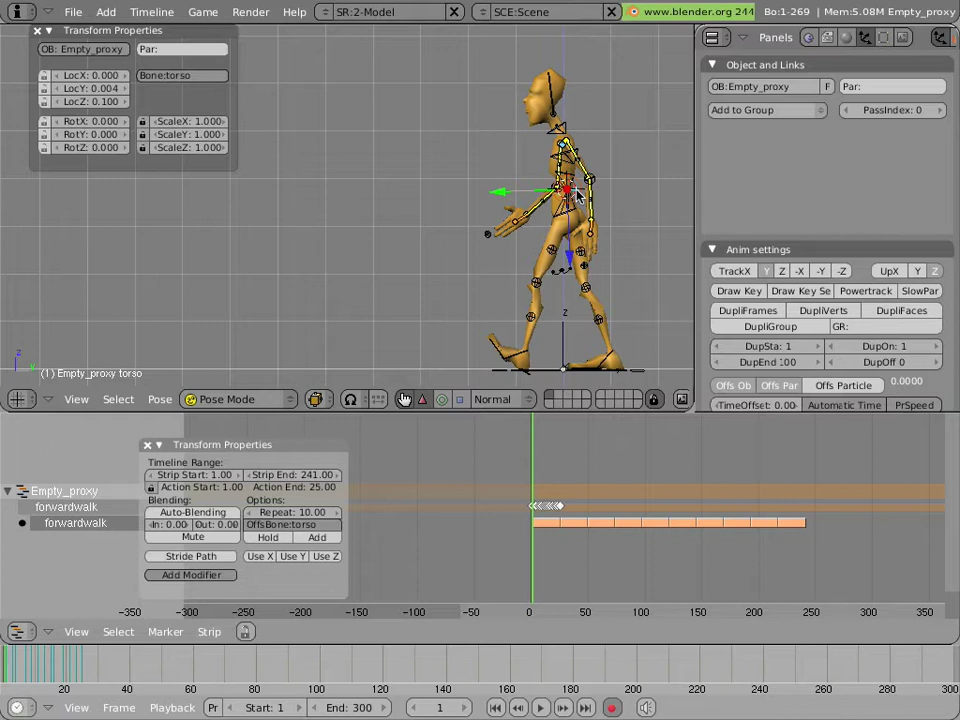 File Add Timeline Game Render Help SR:2-Model SCE:Scene www.blender.org 244 Bo:1-269 | Mem:5.08M Empty_proxy
Transform Properties
OB: Empty_proxy Par:
LocX: 0.000 Bone:torso
LocY: 0.004
LocZ: 0.100
RotX: 0.000 ScaleX: 1.000
RotY: 0.000 ScaleY: 1.000
RotZ: 0.000 ScaleZ: 1.000
z
z
y
(1) Empty_proxy torso
View Select Pose Pose Mode Normal
Panels
Object and Links
OB:Empty_proxy F Par:
Add to Group PassIndex: 0
Anim settings
TrackX Y Z -X -Y -Z UpX Y Z
Draw Key Draw Key Se Powertrack SlowPar
DupliFrames DupliVerts DupliFaces
DupliGroup GR:
DupSta: 1 DupOn: 1
DupEnd 100 DupOff 0
Offs Ob Offs Par Offs Particle 0.0000
TimeOffset: 0.00 Automatic Time PrSpeed
Empty_proxy
forwardwalk
forwardwalk
Transform Properties
Timeline Range:
Strip Start: 1.00 Strip End: 241.00
Action Start: 1.00 Action End: 25.00
Blending: Options:
Auto-Blending Repeat: 10.00
In: 0.00 Out: 0.00 OffsBone:torso
Mute Hold Add
Stride Path Use X Use Y Use Z
Add Modifier
-350 -300 -250 -200 -150 -100 -50 0 50 100 150 200 250 300 350
View Select Marker Strip
20 40 60 80 100 120 140 160 180 200 220 240 260 280 300
View Frame Playback Pr Start: 1 End: 300 1